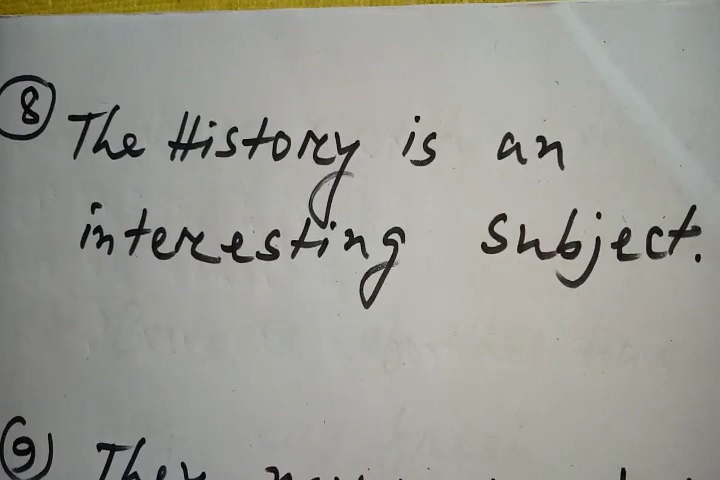 8 The History is an
interesting subject.
9